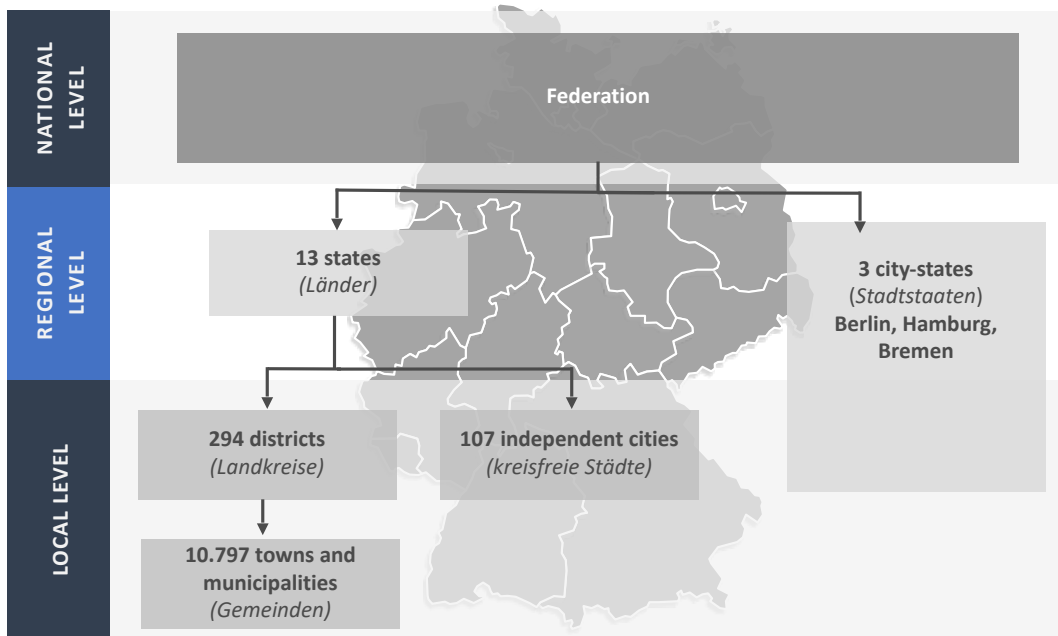 NATIONAL
LEVEL
Federation
REGIONAL
LEVEL
13 states
(Länder)
3 city-states
(Stadtstaaten)
Berlin, Hamburg,
Bremen
LOCAL LEVEL
294 districts
(Landkreise)
107 independent cities
(kreisfreie Städte)
10.797 towns and
municipalities
(Gemeinden)